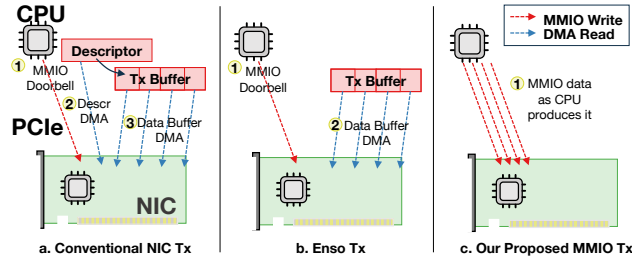 CPU
Descriptor
Tx Buffer
1 MMIO
Doorbell
2 Descr
DMA
3 Data Buffer
DMA
PCIe
NIC
a. Conventional NIC Tx
1 MMIO
Doorbell
Tx Buffer
2 Data Buffer
DMA
b. Enso Tx
MMIO Write
DMA Read
1 MMIO data
as CPU
produces it
c. Our Proposed MMIO Tx